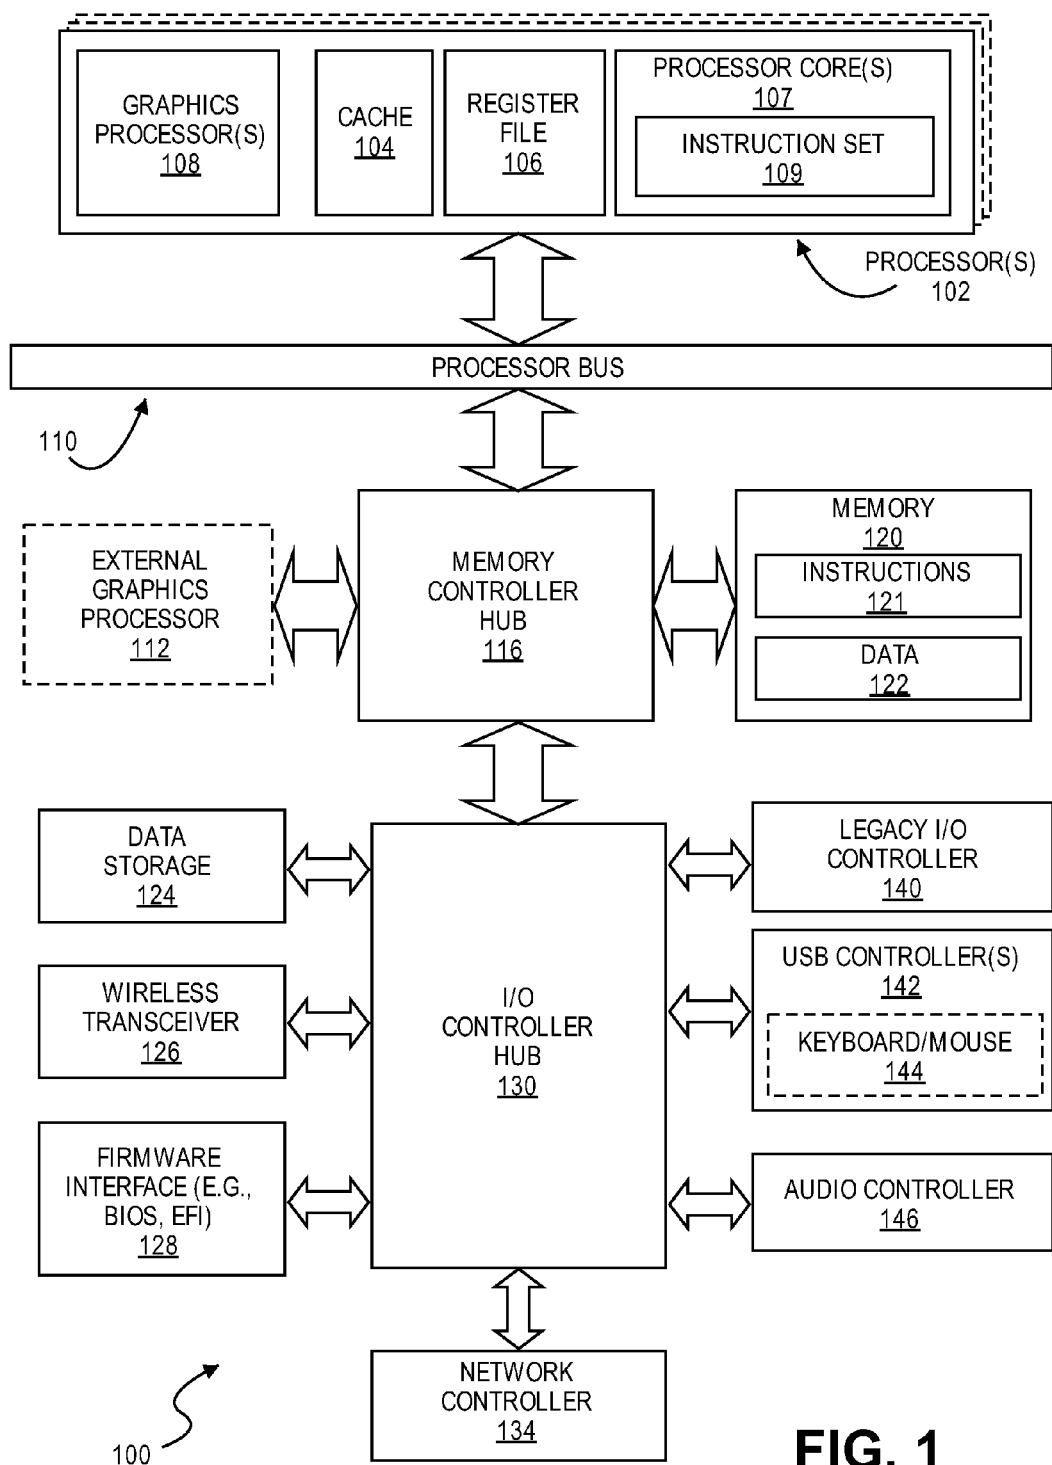 GRAPHICS
PROCESSOR(S)
108
CACHE
104
REGISTER
FILE
106
PROCESSOR CORE(S)
107
INSTRUCTION SET
109
PROCESSOR(S)
102
PROCESSOR BUS
110
EXTERNAL
GRAPHICS
PROCESSOR
112
MEMORY
CONTROLLER
HUB
116
MEMORY
120
INSTRUCTIONS
121
DATA
122
DATA
STORAGE
124
WIRELESS
TRANSCEIVER
126
FIRMWARE
INTERFACE (E.G.,
BIOS, EFI)
128
I/O
CONTROLLER
HUB
130
LEGACY I/O
CONTROLLER
140
USB CONTROLLER(S)
142
KEYBOARD/MOUSE
144
AUDIO CONTROLLER
146
NETWORK
CONTROLLER
134
100
FIG. 1